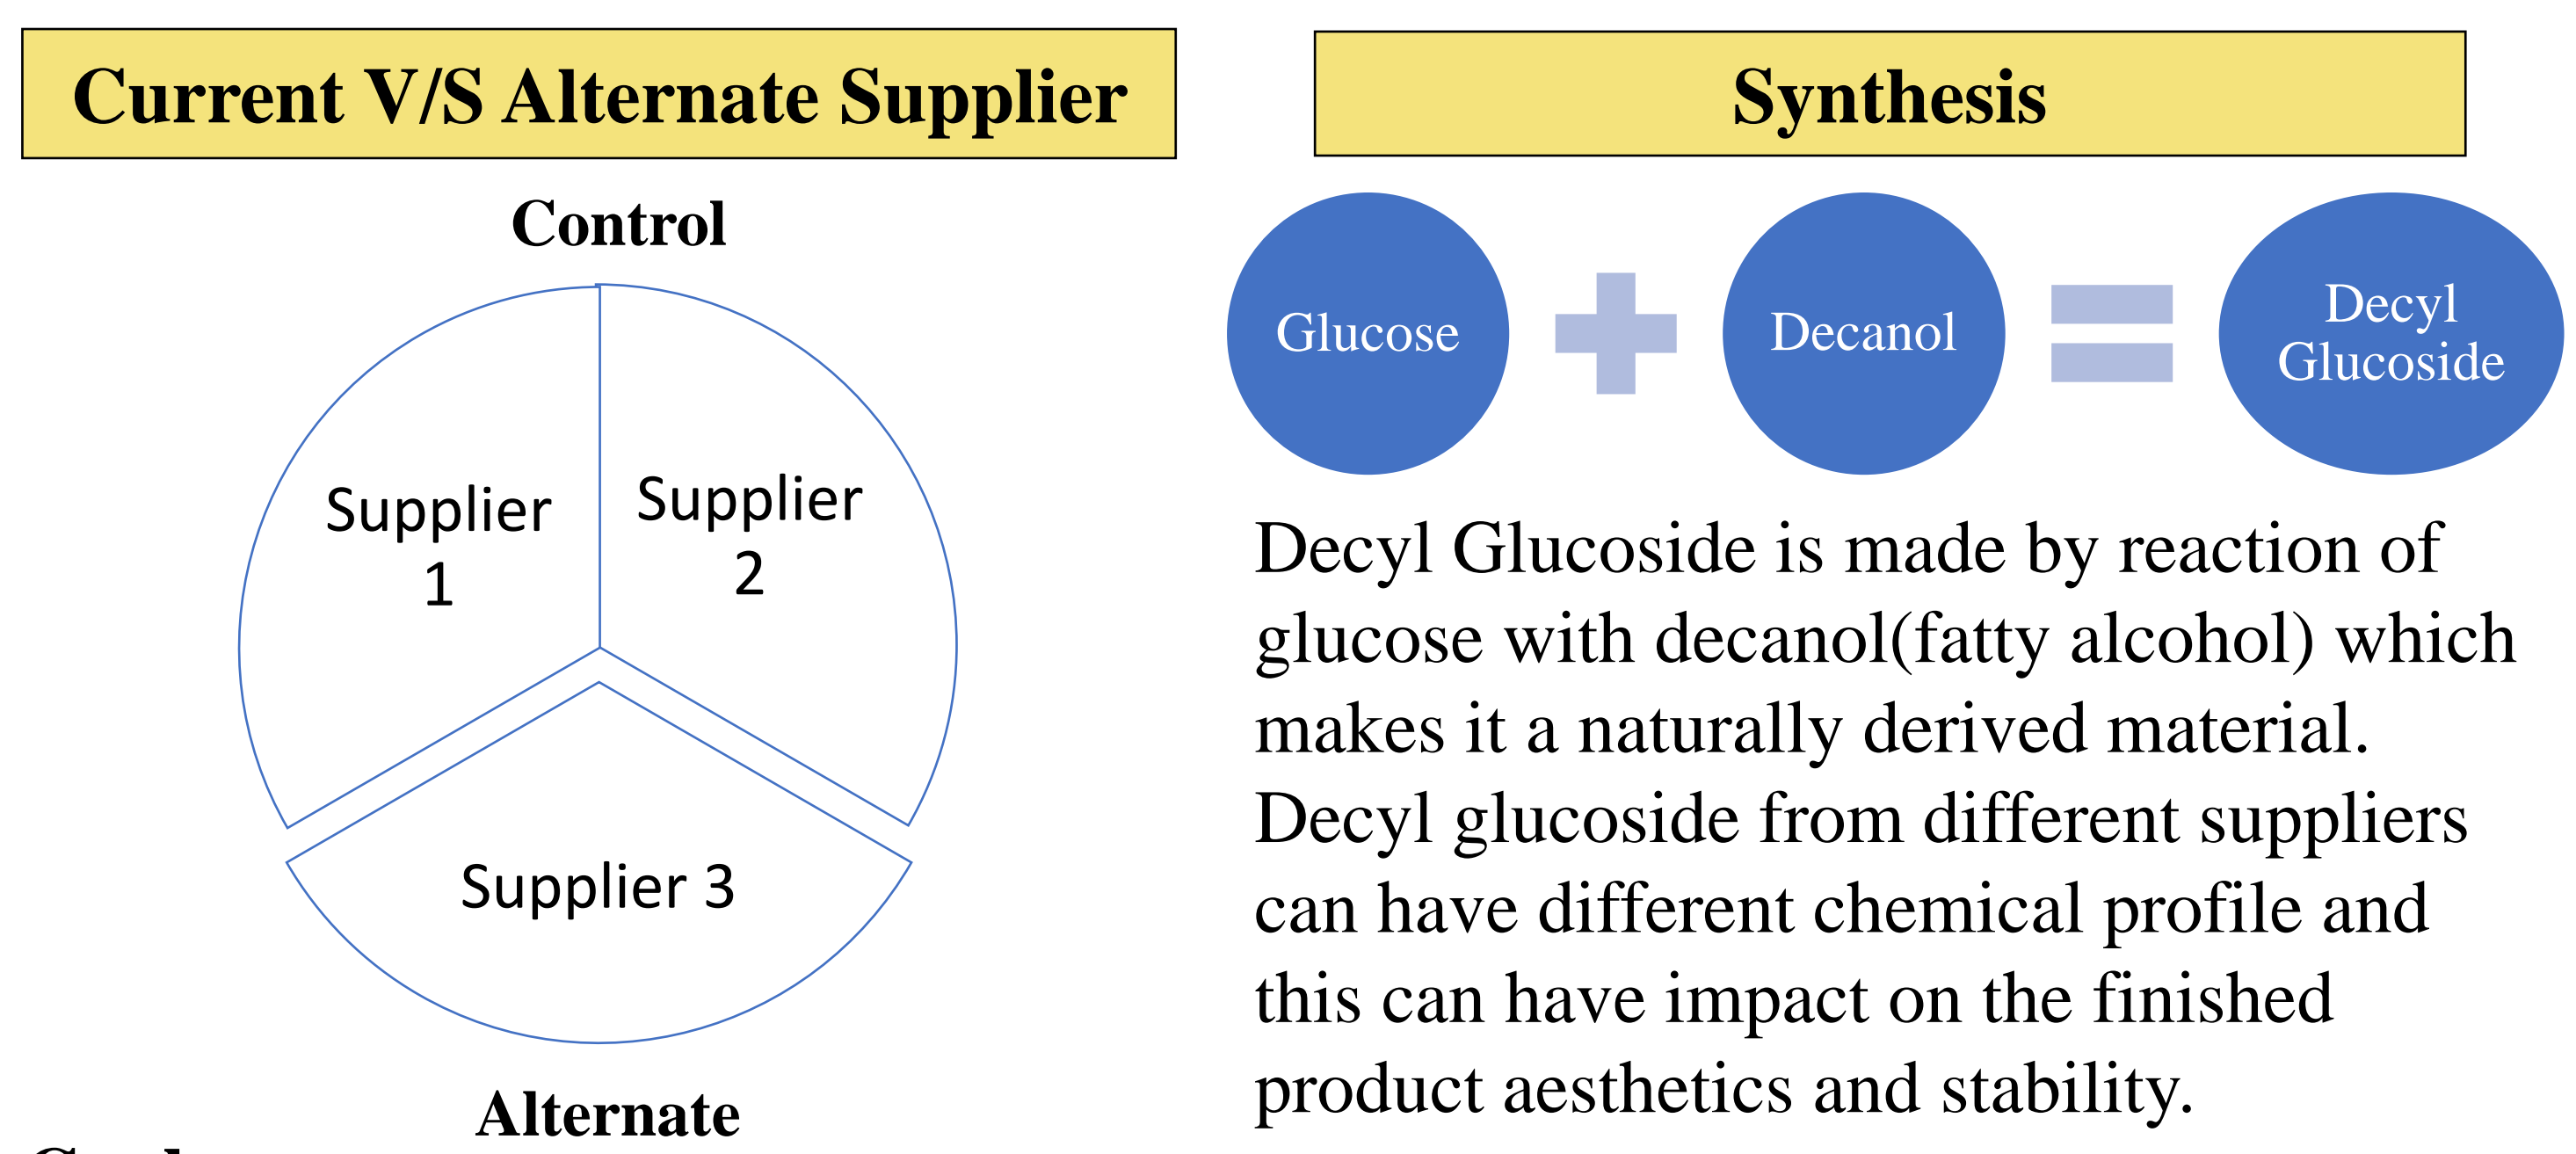 Current V/S Alternate Supplier
Control
Supplier
1
Supplier
2
Supplier 3
Alternate
Synthesis
Glucose
Decanol
Decyl
Glucoside
Decyl Glucoside is made by reaction of
glucose with decanol(fatty alcohol) which
makes it a naturally derived material.
Decyl glucoside from different suppliers
can have different chemical profile and
this can have impact on the finished
product aesthetics and stability.